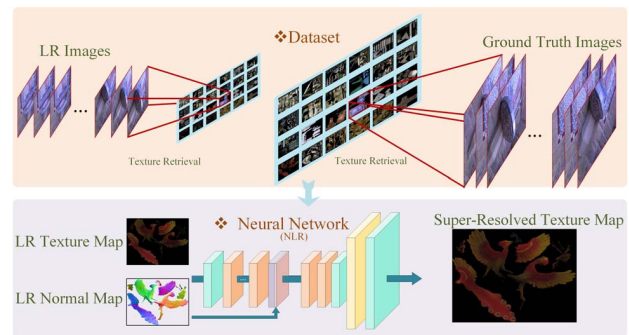 LR Images
❖Dataset
Ground Truth Images
...
...
Texture Retrieval
Texture Retrieval
❖ Neural Network
(NLR)
Super-Resolved Texture Map
LR Texture Map
...
LR Normal Map